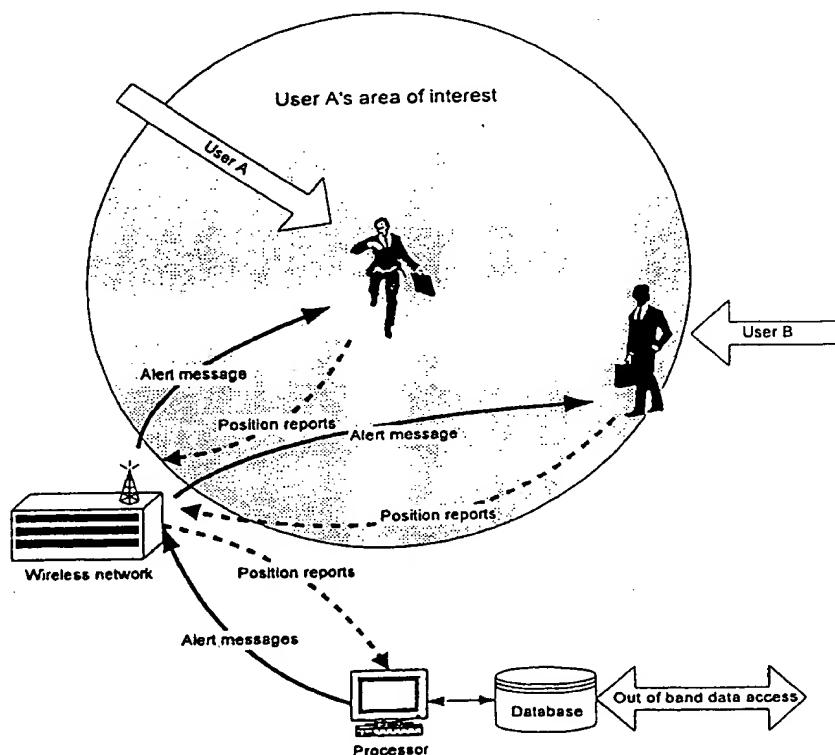 User A's area of interest
User A
User B
Alert message
Position reports
Alert message
Position reports
Wireless network
Position reports
Alert messages
Out of band data access
Database
Processor